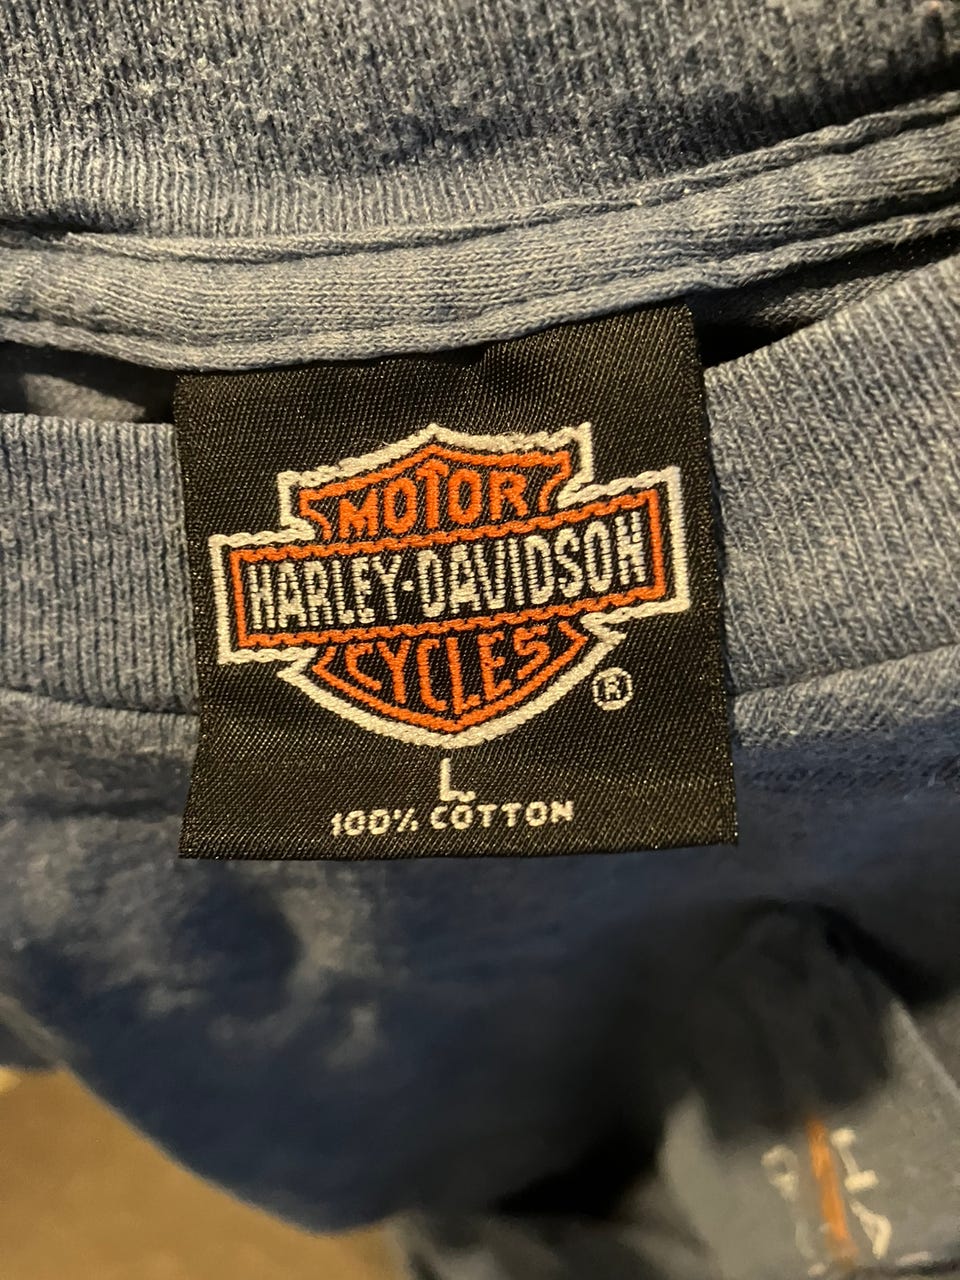 MOTOR
HARLEY-DAVIDSON
CYCLES
®
L
100% COTTON